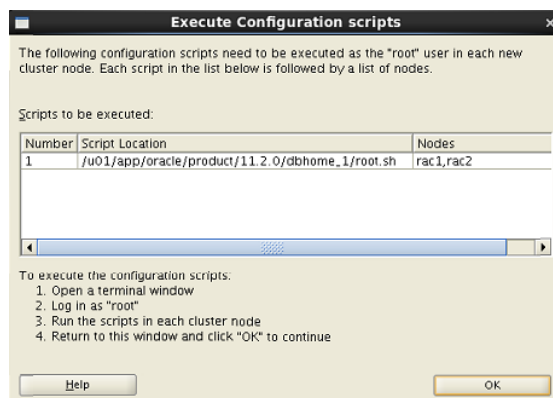 Execute Configuration scripts
The following configuration scripts need to be executed as the "root" user in each new
cluster node. Each script in the list below is followed by a list of nodes.
Scripts to be executed:
Number Script Location Nodes
1 /u01/app/oracle/product/11.2.0/dbhome_1/root.sh rac1,rac2
To execute the configuration scripts:
1. Open a terminal window
2. Log in as "root"
3. Run the scripts in each cluster node
4. Return to this window and click "OK" to continue
Help OK